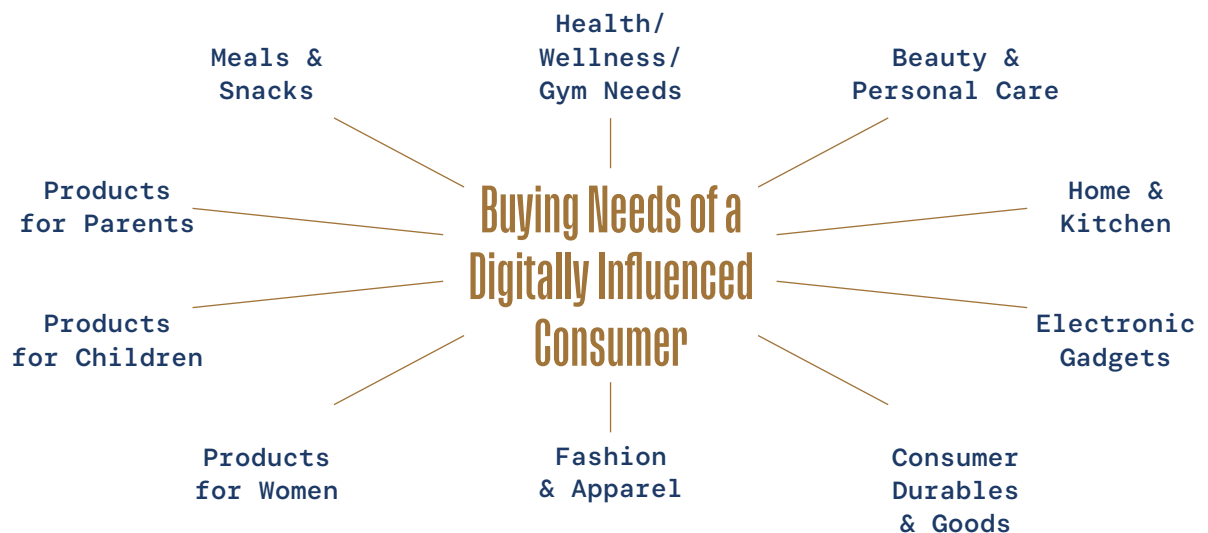 Health/
Wellness/
Gym Needs
Meals &
Snacks
Beauty &
Personal Care
Products
for Parents
Buying Needs of a
Digitally Influenced
Consumer
Home &
Kitchen
Products
for Children
Electronic
Gadgets
Products
for Women
Fashion
& Apparel
Consumer
Durables
& Goods